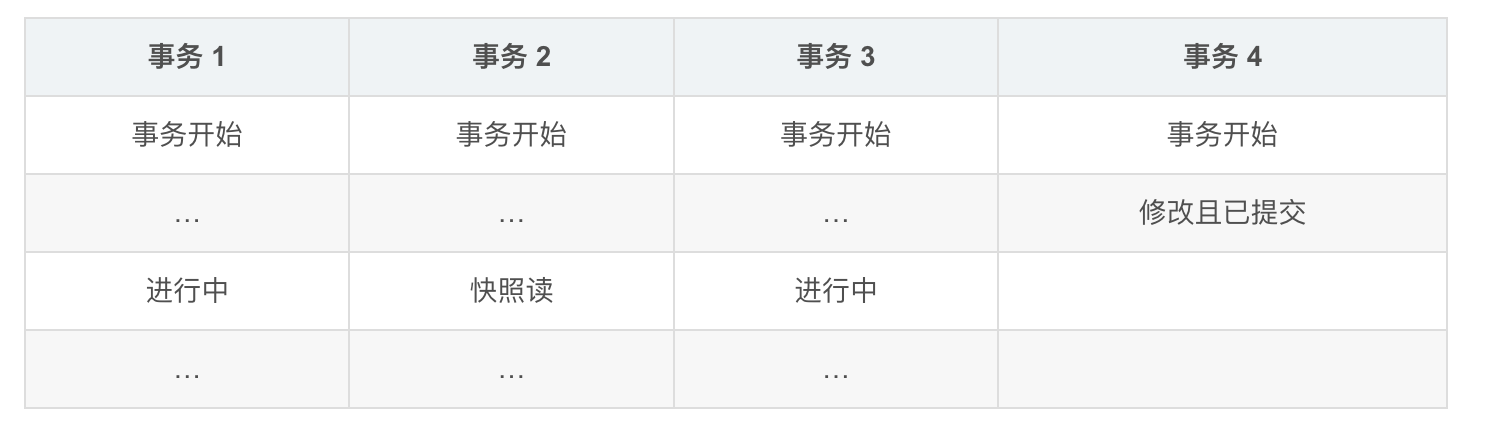 事务 1 事务 2 事务 3 事务 4
事务开始 事务开始 事务开始 事务开始
… … … 修改且已提交
进行中 快照读 进行中
… … …